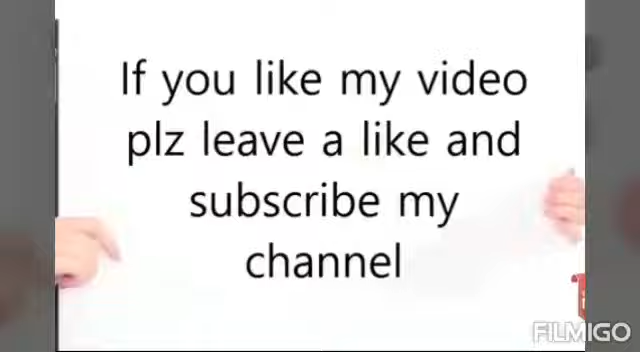 If you like my video
plz leave a like and
subscribe my
channel
FILMIGO